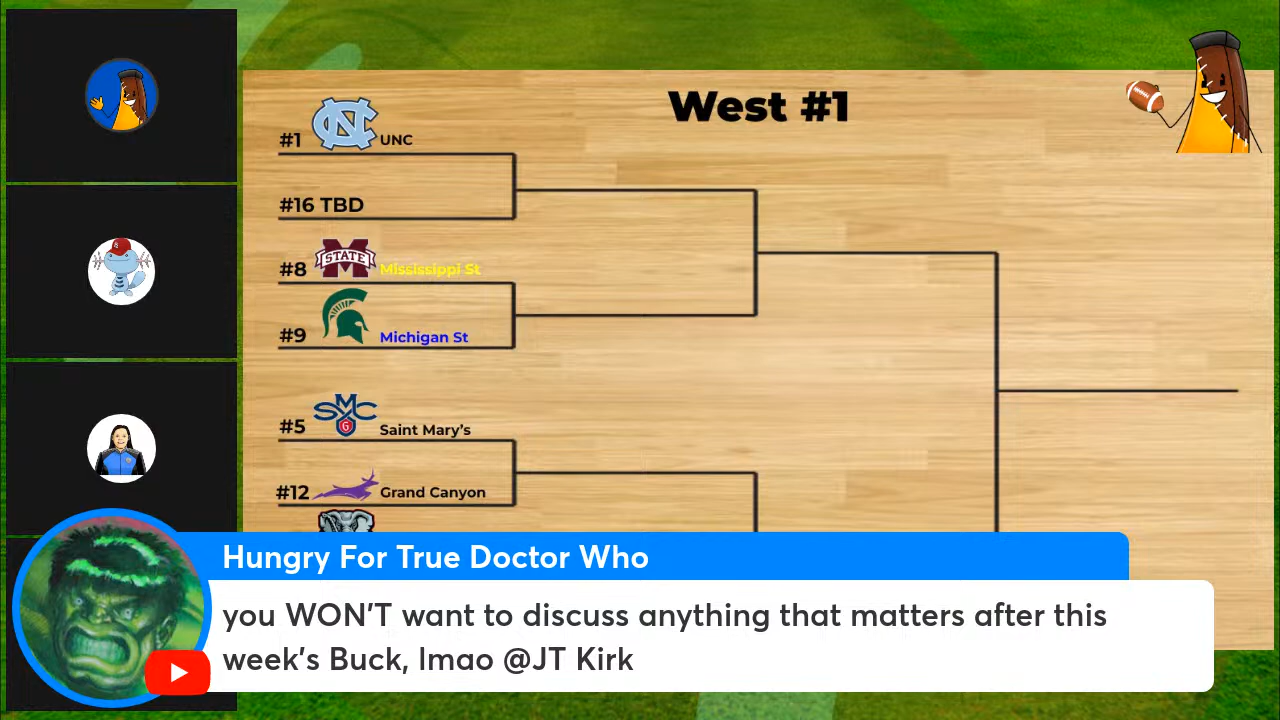 West #1
#1 UNC
#16 TBD
#8 STATE Mississippi St
#9 Michigan St
#5 SMC G Saint Mary's
#12 Grand Canyon
Hungry For True Doctor Who
you WON'T want to discuss anything that matters after this
week's Buck, lmao @JT Kirk